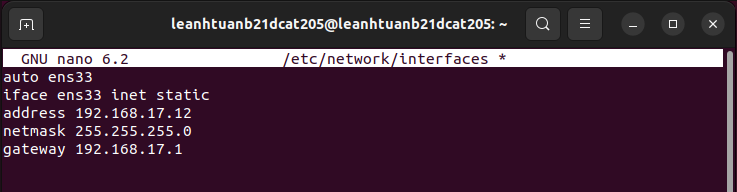 leanhtuanb21dcat205@leanhtuanb21dcat205: ~
GNU nano 6.2 /etc/network/interfaces *
auto ens33
iface ens33 inet static
address 192.168.17.12
netmask 255.255.255.0
gateway 192.168.17.1